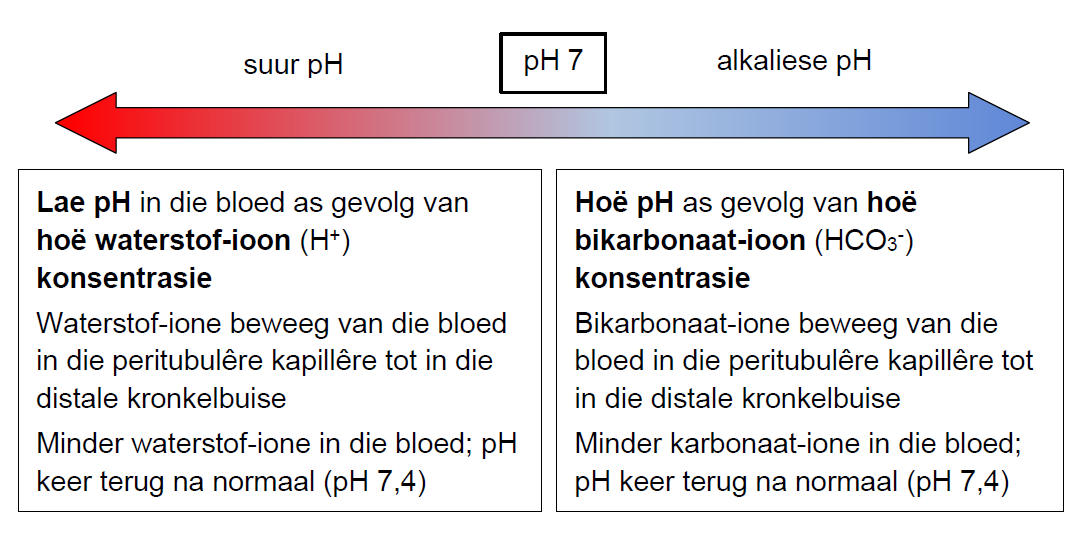 suur pH
pH 7
alkaliese pH
Lae pH in die bloed as gevolg van
hoë waterstof-ioon (H⁺)
konsentrasie
Waterstof-ione beweeg van die bloed
in die peritubulêre kapillêre tot in die
distale kronkelbuise
Minder waterstof-ione in die bloed; pH
keer terug na normaal (pH 7,4)
Hoë pH as gevolg van hoë
bikarbonaat-ioon (HCO₃⁻)
konsentrasie
Bikarbonaat-ione beweeg van die
bloed in die peritubulêre kapillêre tot
in die distale kronkelbuise
Minder karbonaat-ione in die bloed;
pH keer terug na normaal (pH 7,4)